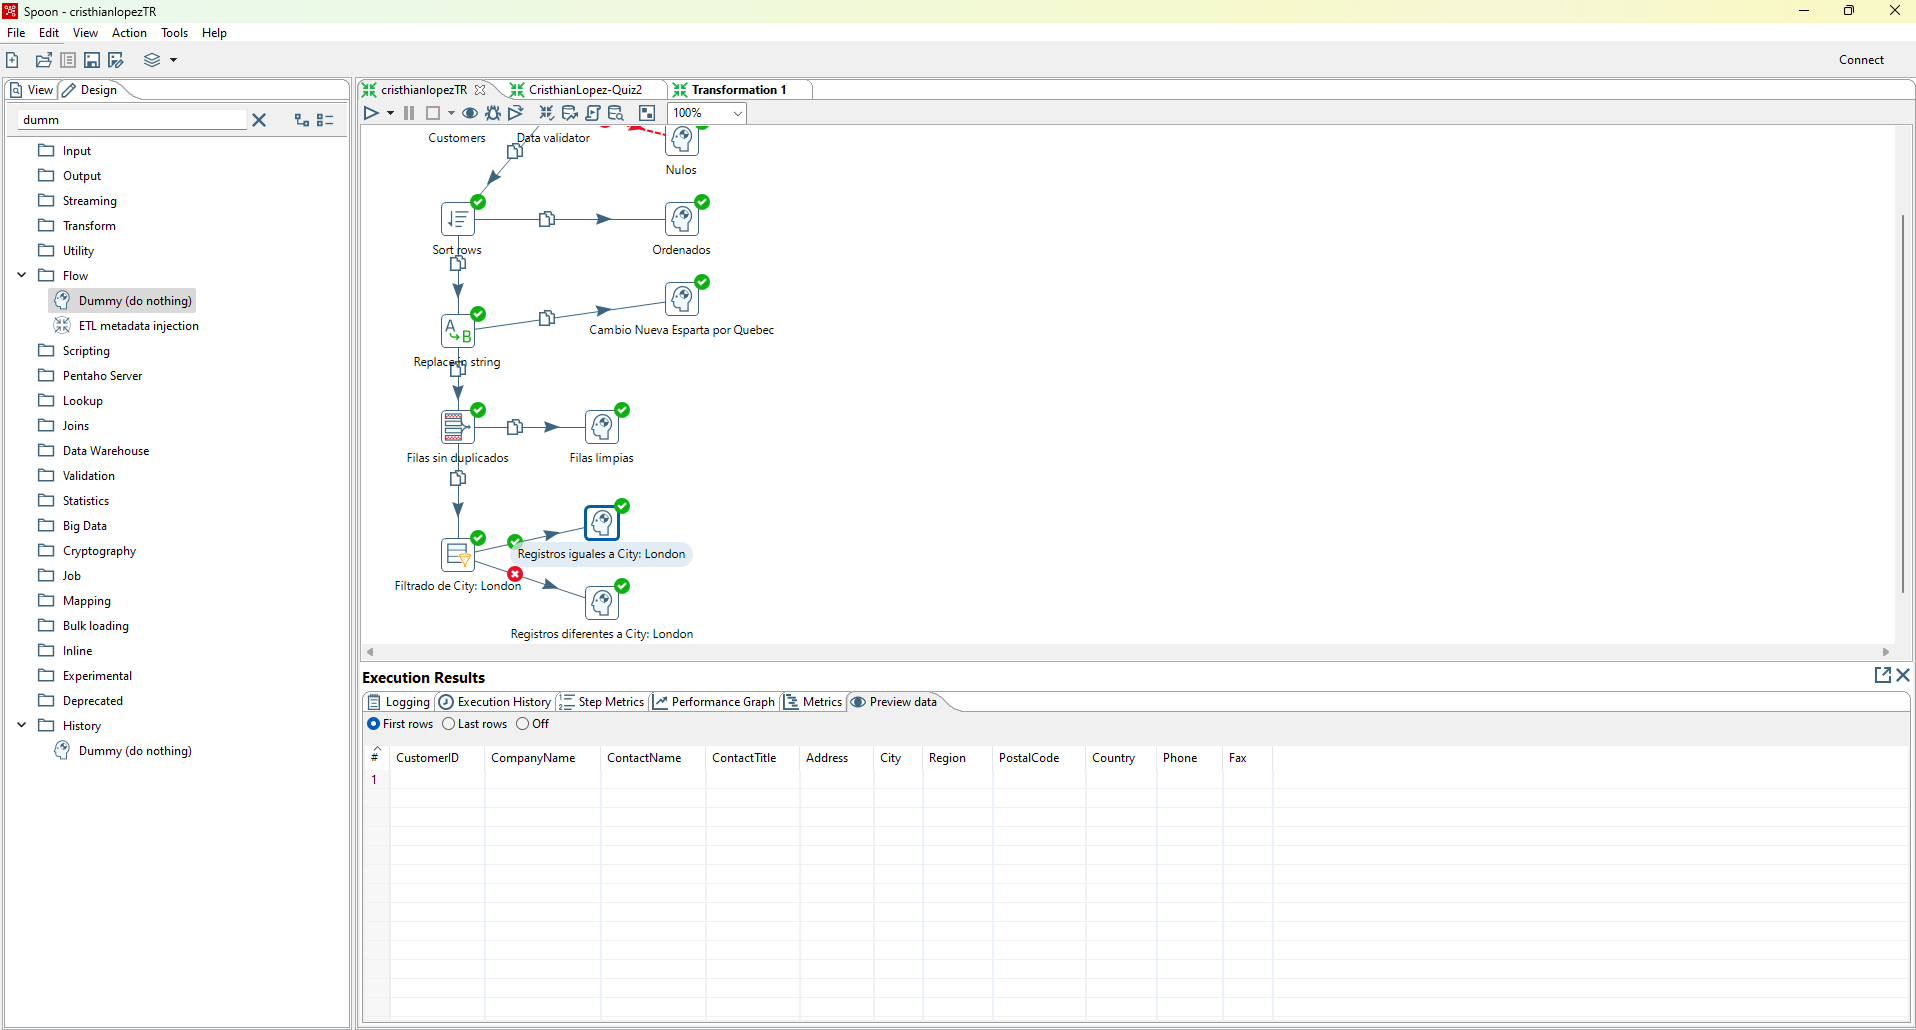 Spoon - cristhianlopezTR
File Edit View Action Tools Help
Connect
View Design
dumm
Input
Output
Streaming
Transform
Utility
Flow
Dummy (do nothing)
ETL metadata injection
Scripting
Pentaho Server
Lookup
Joins
Data Warehouse
Validation
Statistics
Big Data
Cryptography
Job
Mapping
Bulk loading
Inline
Experimental
Deprecated
History
Dummy (do nothing)
cristhianlopezTR CristhianLopez-Quiz2 Transformation 1
100%
Customers Data validator
Nulos
Sort rows Ordenados
Cambio Nueva Esparta por Quebec
A B
Replace in string
Filas sin duplicados Filas limpias
Registros iguales a City: London
Filtrado de City: London
Registros diferentes a City: London
Execution Results
Logging Execution History Step Metrics Performance Graph Metrics Preview data
First rows Last rows Off
# CustomerID CompanyName ContactName ContactTitle Address City Region PostalCode Country Phone Fax
1